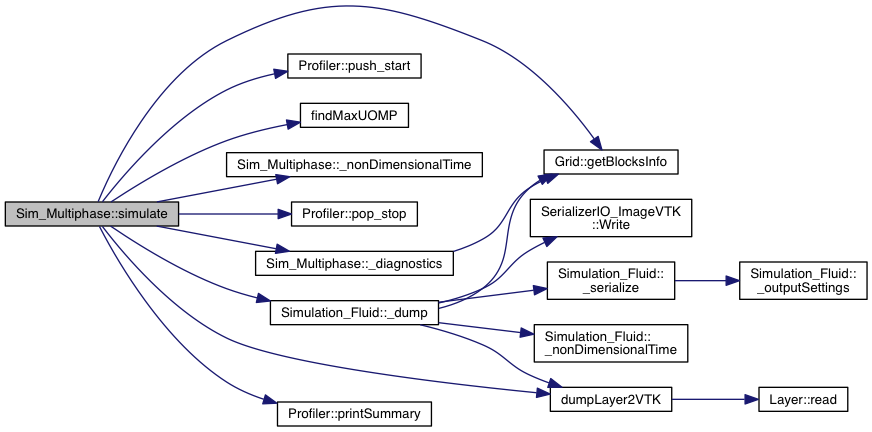 Sim_Multiphase::simulate
Profiler::push_start
findMaxUOMP
Sim_Multiphase::_nonDimensionalTime
Profiler::pop_stop
Sim_Multiphase::_diagnostics
Simulation_Fluid::_dump
Profiler::printSummary
Grid::getBlocksInfo
SerializerIO_ImageVTK
::Write
Simulation_Fluid::
_serialize
Simulation_Fluid::
_nonDimensionalTime
dumpLayer2VTK
Simulation_Fluid::
_outputSettings
Layer::read